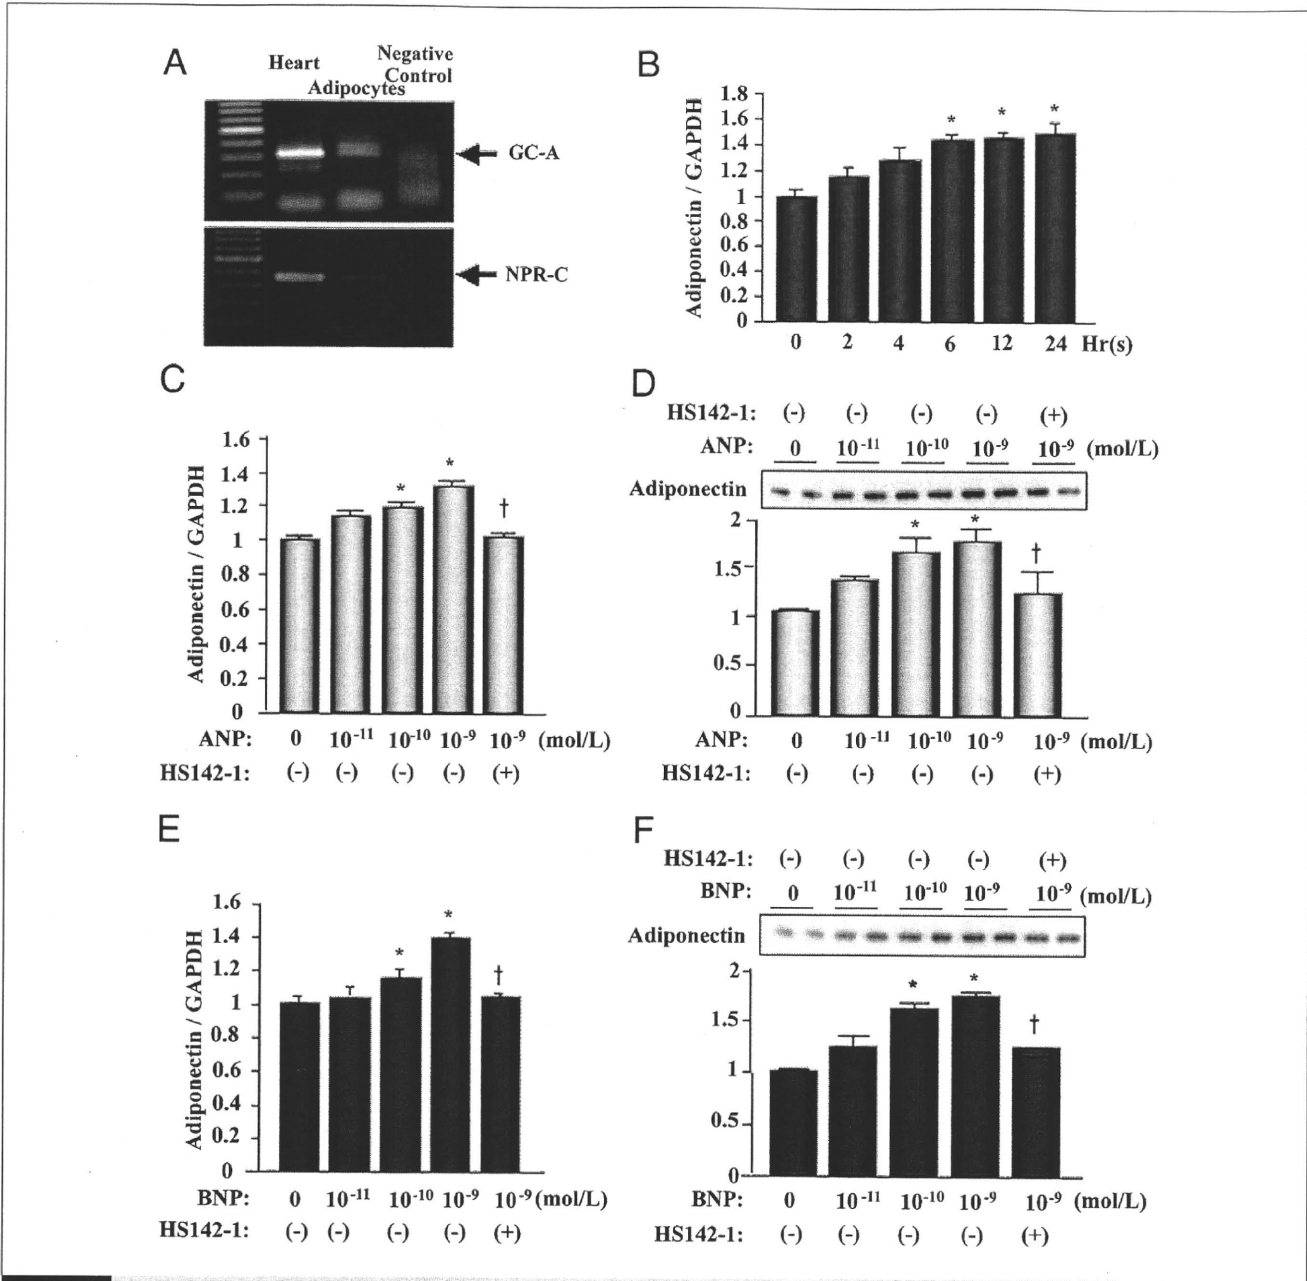 A
Heart
Adipocytes
Negative
Control
GC-A
NPR-C
B
Adiponectin / GAPDH
1.8
1.6
1.4
1.2
1
0.8
0.6
0.4
0.2
0
0 2 4 6 12 24 Hr(s)
* * *
C
Adiponectin / GAPDH
1.6
1.4
1.2
1
0.8
0.6
0.4
0.2
0
* * †
ANP: 0 10⁻¹¹ 10⁻¹⁰ 10⁻⁹ 10⁻⁹ (mol/L)
HS142-1: (-) (-) (-) (-) (+)
D
HS142-1: (-) (-) (-) (-) (+)
ANP: 0 10⁻¹¹ 10⁻¹⁰ 10⁻⁹ 10⁻⁹ (mol/L)
Adiponectin
2
1.5
1
0.5
0
* * †
ANP: 0 10⁻¹¹ 10⁻¹⁰ 10⁻⁹ 10⁻⁹ (mol/L)
HS142-1: (-) (-) (-) (-) (+)
E
Adiponectin / GAPDH
1.6
1.4
1.2
1
0.8
0.6
0.4
0.2
0
* * †
BNP: 0 10⁻¹¹ 10⁻¹⁰ 10⁻⁹ 10⁻⁹ (mol/L)
HS142-1: (-) (-) (-) (-) (+)
F
HS142-1: (-) (-) (-) (-) (+)
BNP: 0 10⁻¹¹ 10⁻¹⁰ 10⁻⁹ 10⁻⁹ (mol/L)
Adiponectin
2
1.5
1
0.5
0
* * †
BNP: 0 10⁻¹¹ 10⁻¹⁰ 10⁻⁹ 10⁻⁹ (mol/L)
HS142-1: (-) (-) (-) (-) (+)